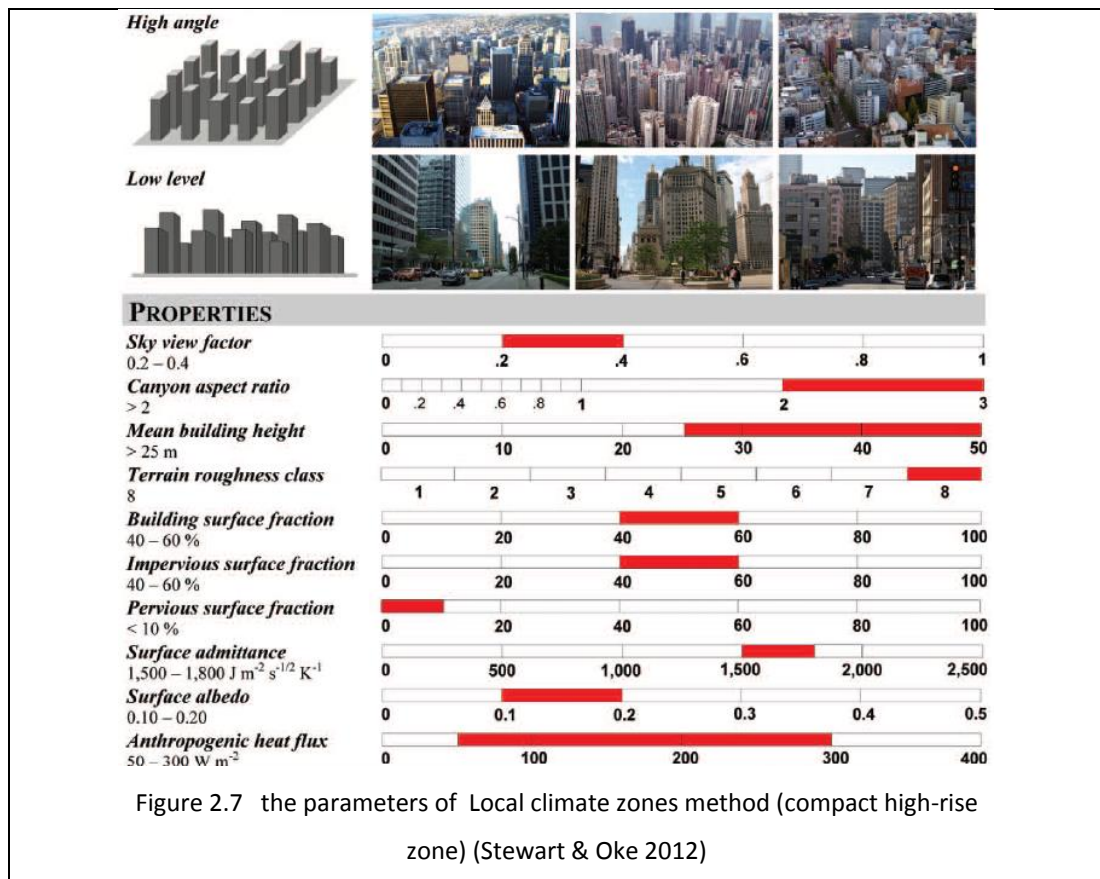 High angle
Low level
PROPERTIES
Sky view factor
0.2 – 0.4
0 .2 .4 .6 .8 1
Canyon aspect ratio
> 2
0 .2 .4 .6 .8 1 2 3
Mean building height
> 25 m
0 10 20 30 40 50
Terrain roughness class
8
1 2 3 4 5 6 7 8
Building surface fraction
40 – 60 %
0 20 40 60 80 100
Impervious surface fraction
40 – 60 %
0 20 40 60 80 100
Pervious surface fraction
< 10 %
0 20 40 60 80 100
Surface admittance
1,500 – 1,800 J m⁻² s⁻¹/² K⁻¹
0 500 1,000 1,500 2,000 2,500
Surface albedo
0.10 – 0.20
0 0.1 0.2 0.3 0.4 0.5
Anthropogenic heat flux
50 – 300 W m⁻²
0 100 200 300 400
Figure 2.7 the parameters of Local climate zones method (compact high-rise
zone) (Stewart & Oke 2012)